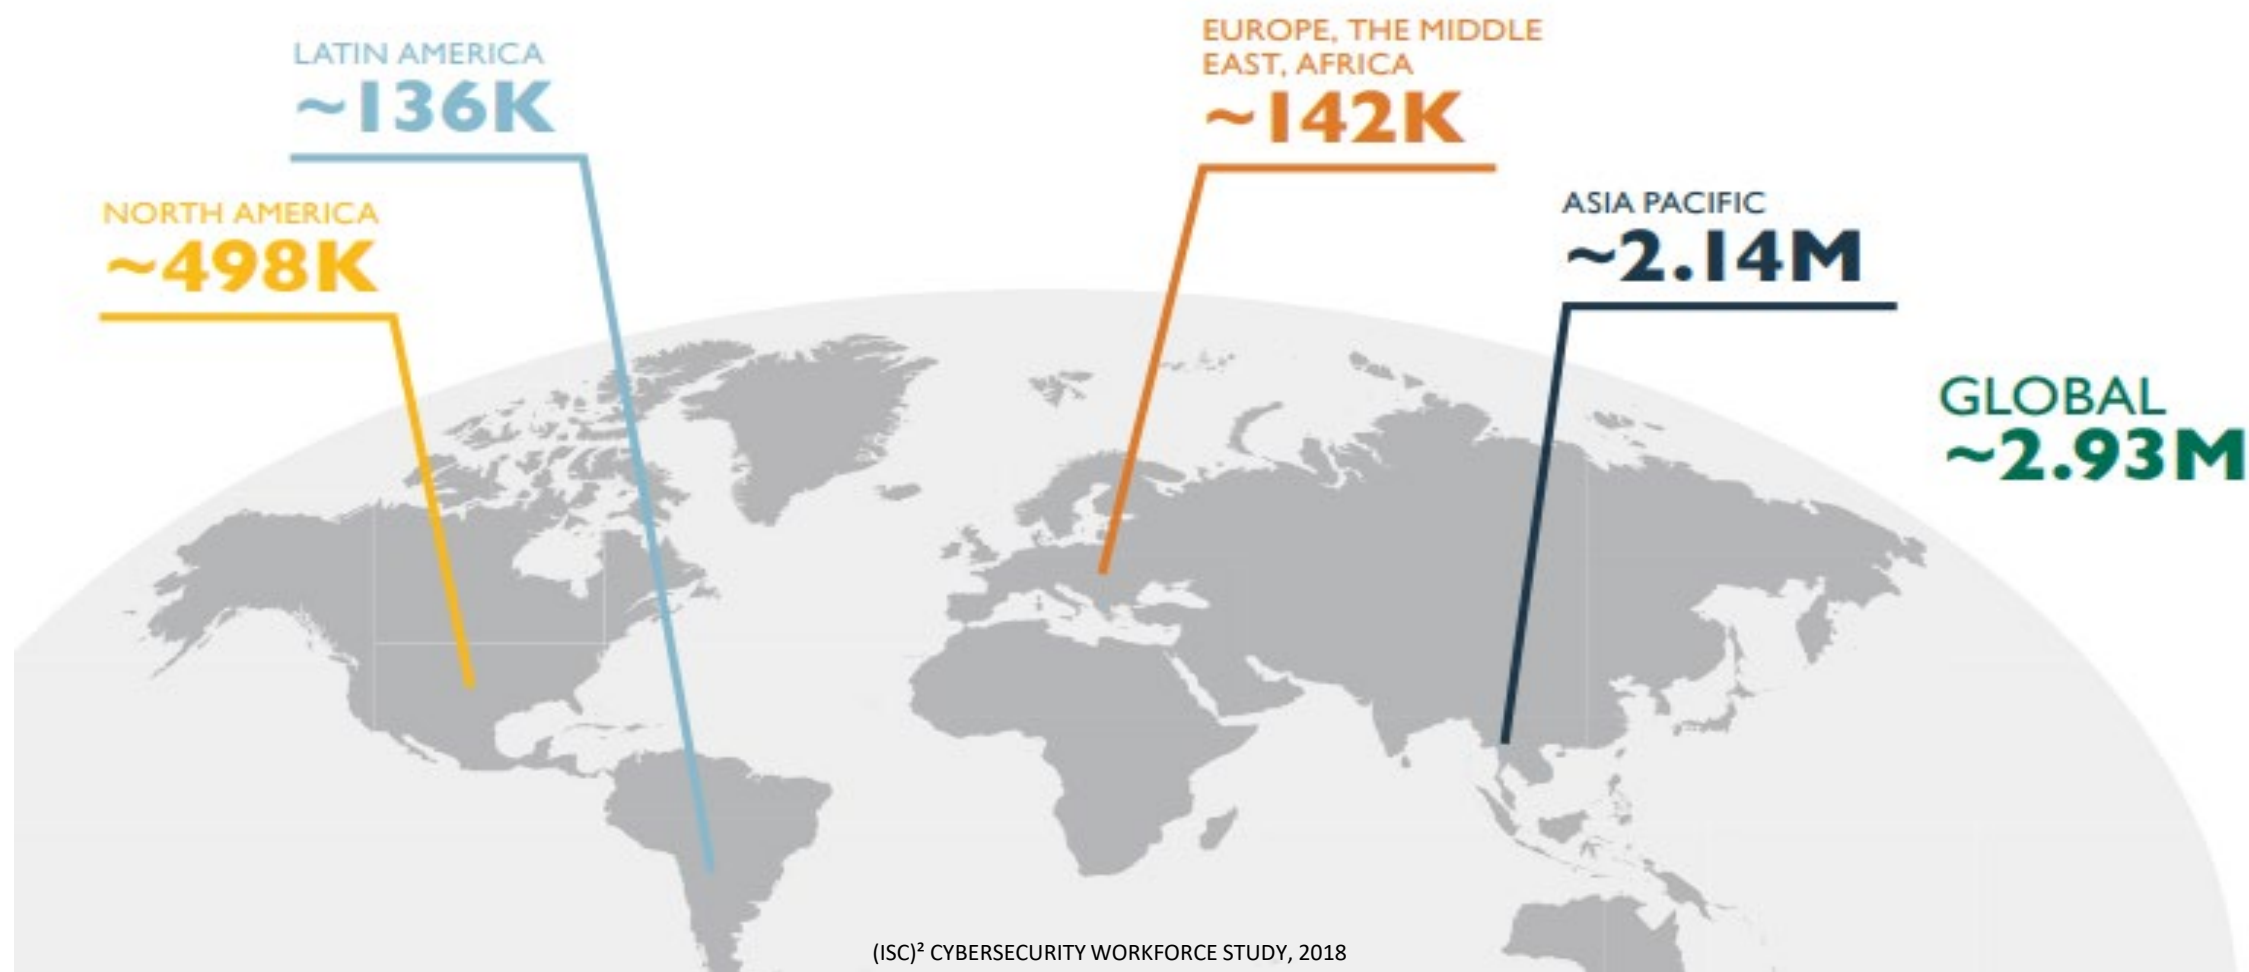 LATIN AMERICA
~136K
EUROPE, THE MIDDLE
EAST, AFRICA
~142K
NORTH AMERICA
~498K
ASIA PACIFIC
~2.14M
GLOBAL
~2.93M
(ISC)² CYBERSECURITY WORKFORCE STUDY, 2018